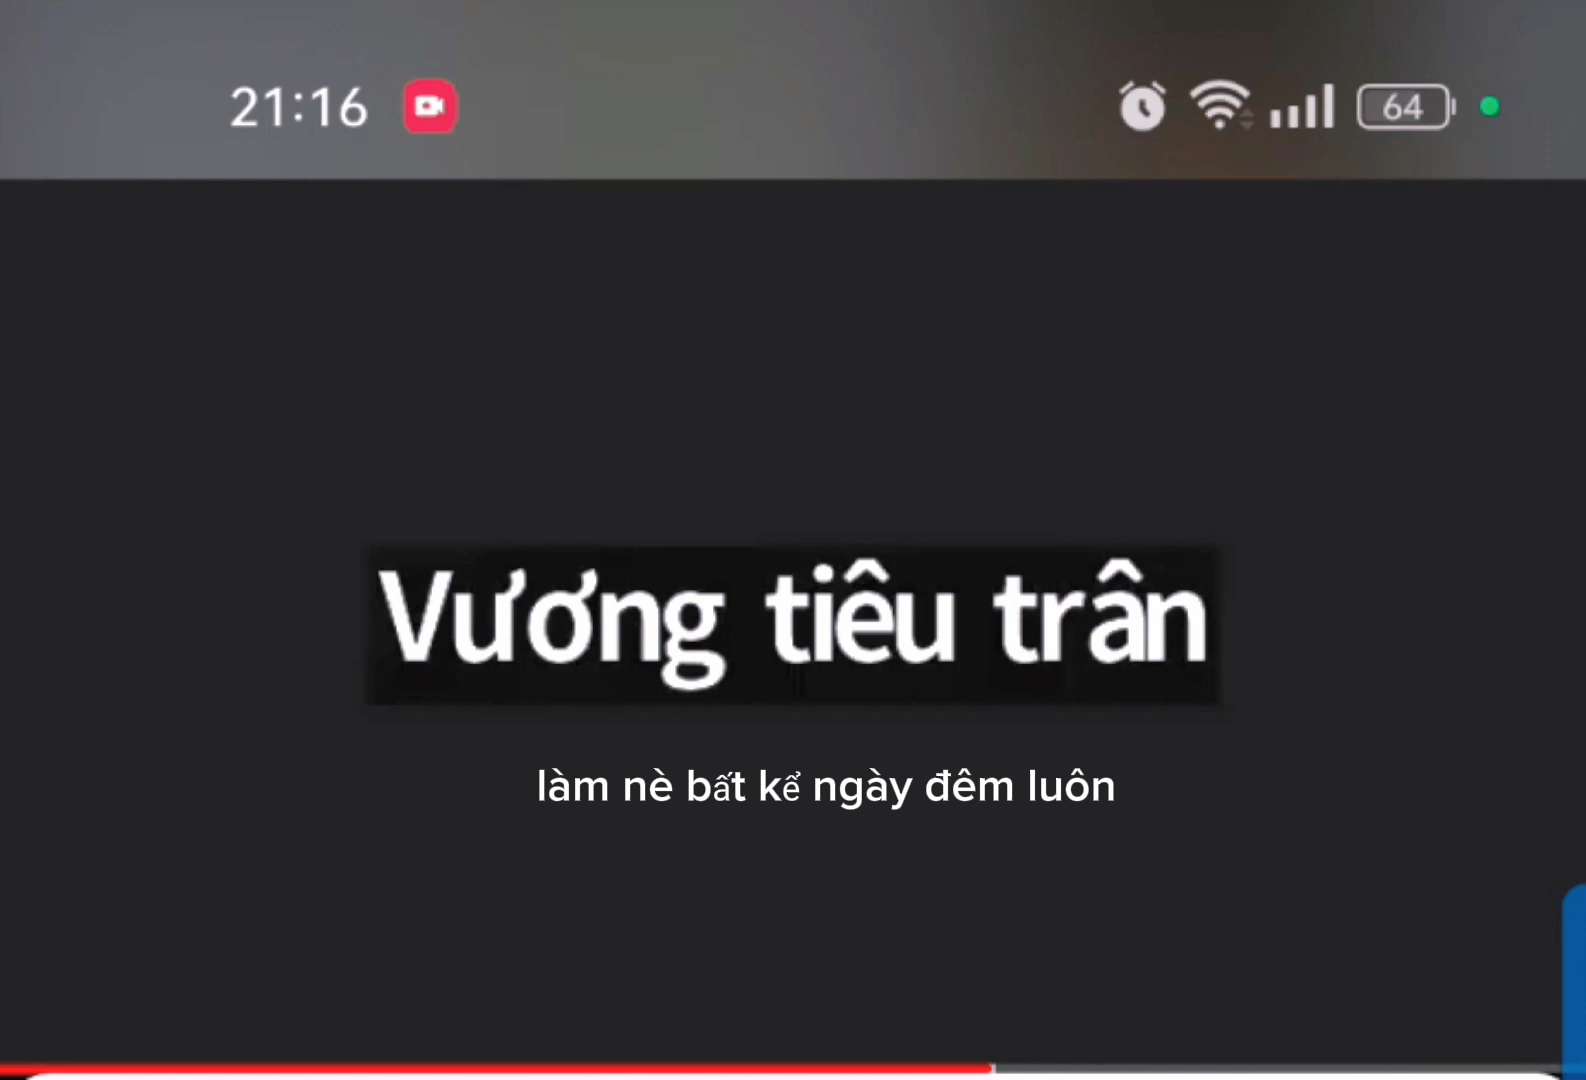 21:16
64
Vương tiêu trân
làm nè bất kể ngày đêm luôn